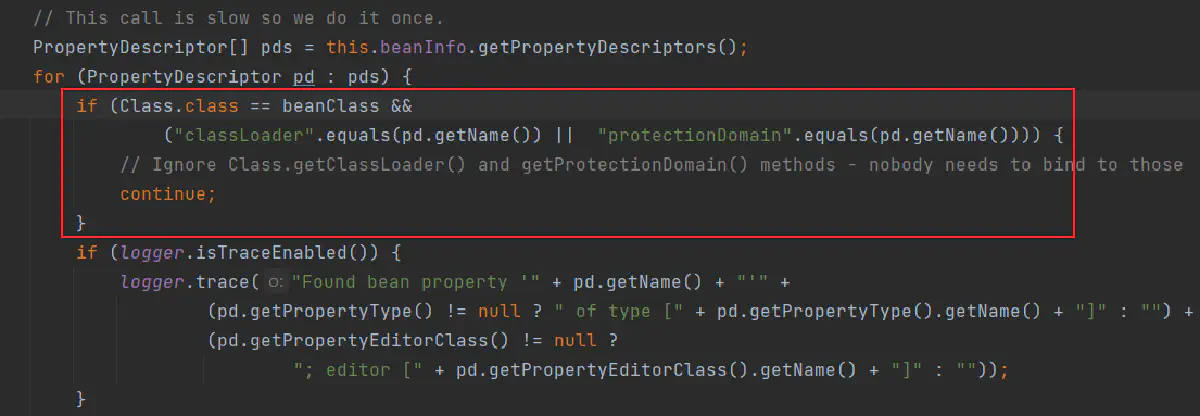 // This call is slow so we do it once.
PropertyDescriptor[] pds = this.beanInfo.getPropertyDescriptors();
for (PropertyDescriptor pd : pds) {
if (Class.class == beanClass &&
("classLoader".equals(pd.getName()) || "protectionDomain".equals(pd.getName()))) {
// Ignore Class.getClassLoader() and getProtectionDomain() methods - nobody needs to bind to those
continue;
}
if (logger.isTraceEnabled()) {
logger.trace( o: "Found bean property '" + pd.getName() + "'" +
(pd.getPropertyType() != null ? " of type [" + pd.getPropertyType().getName() + "]" : "") +
(pd.getPropertyEditorClass() != null ?
"; editor [" + pd.getPropertyEditorClass().getName() + "]" : ""));
}